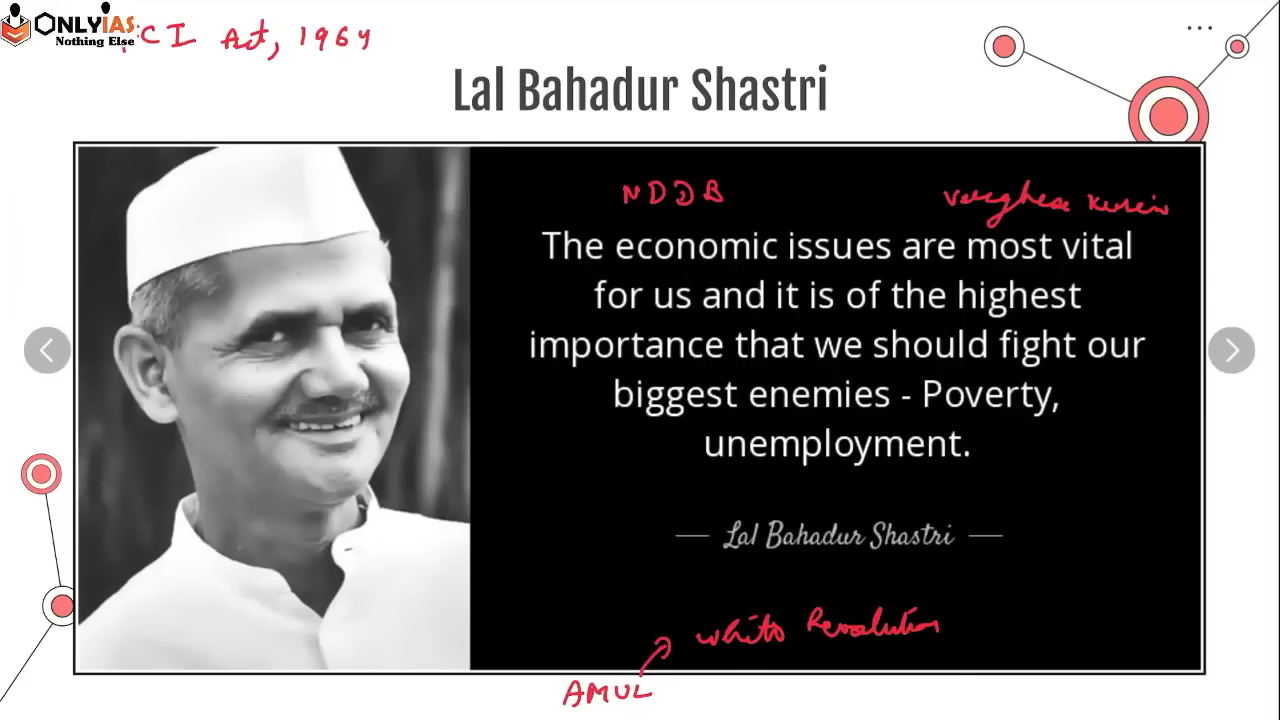 ONLYIAS
Nothing Else
CI Act, 1964
Lal Bahadur Shastri
NDDB
Verghese Kurein
The economic issues are most vital
for us and it is of the highest
importance that we should fight our
biggest enemies - Poverty,
unemployment.
— Lal Bahadur Shastri —
White Revolution
AMUL